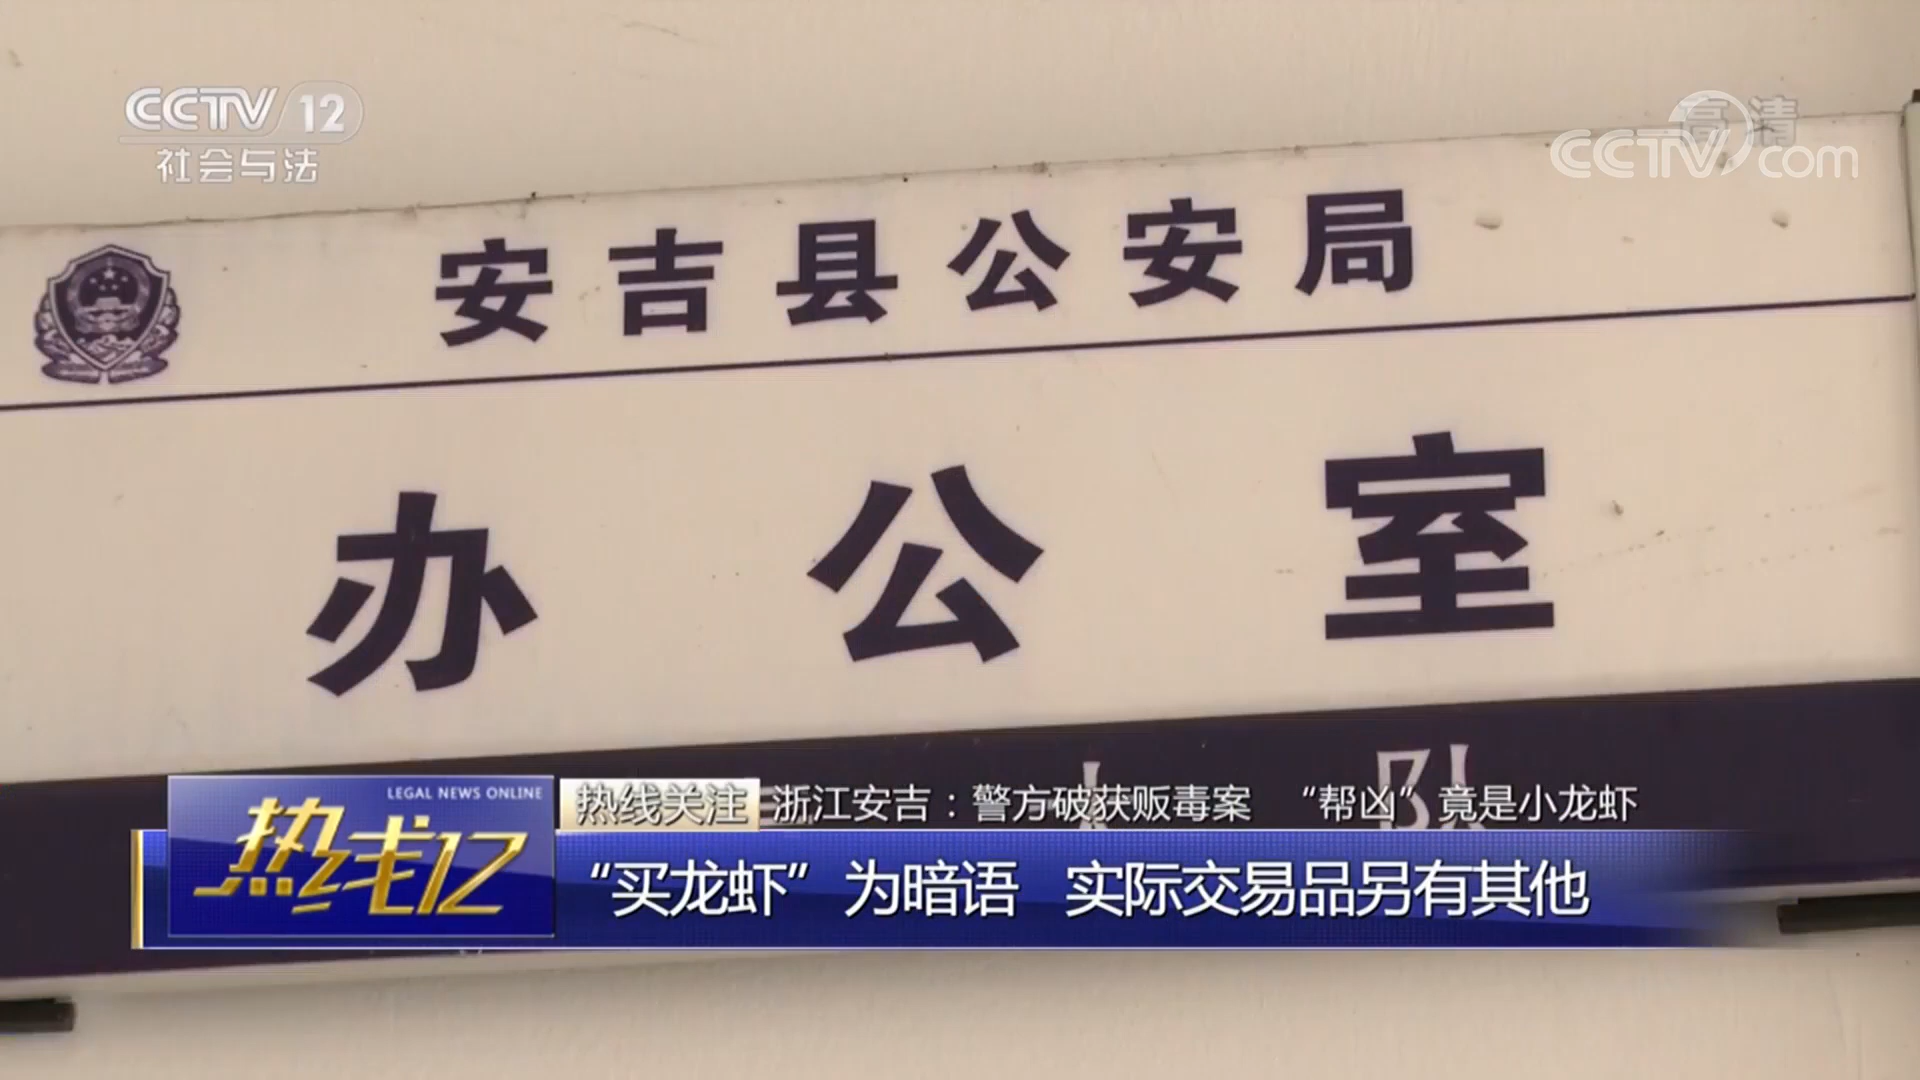 CCTV 12
社会与法
高清
CCTV com
安吉县公安局
办公室
大队
LEGAL NEWS ONLINE
热线12
热线关注 浙江安吉：警方破获贩毒案 “帮凶”竟是小龙虾
“买龙虾”为暗语 实际交易品另有其他